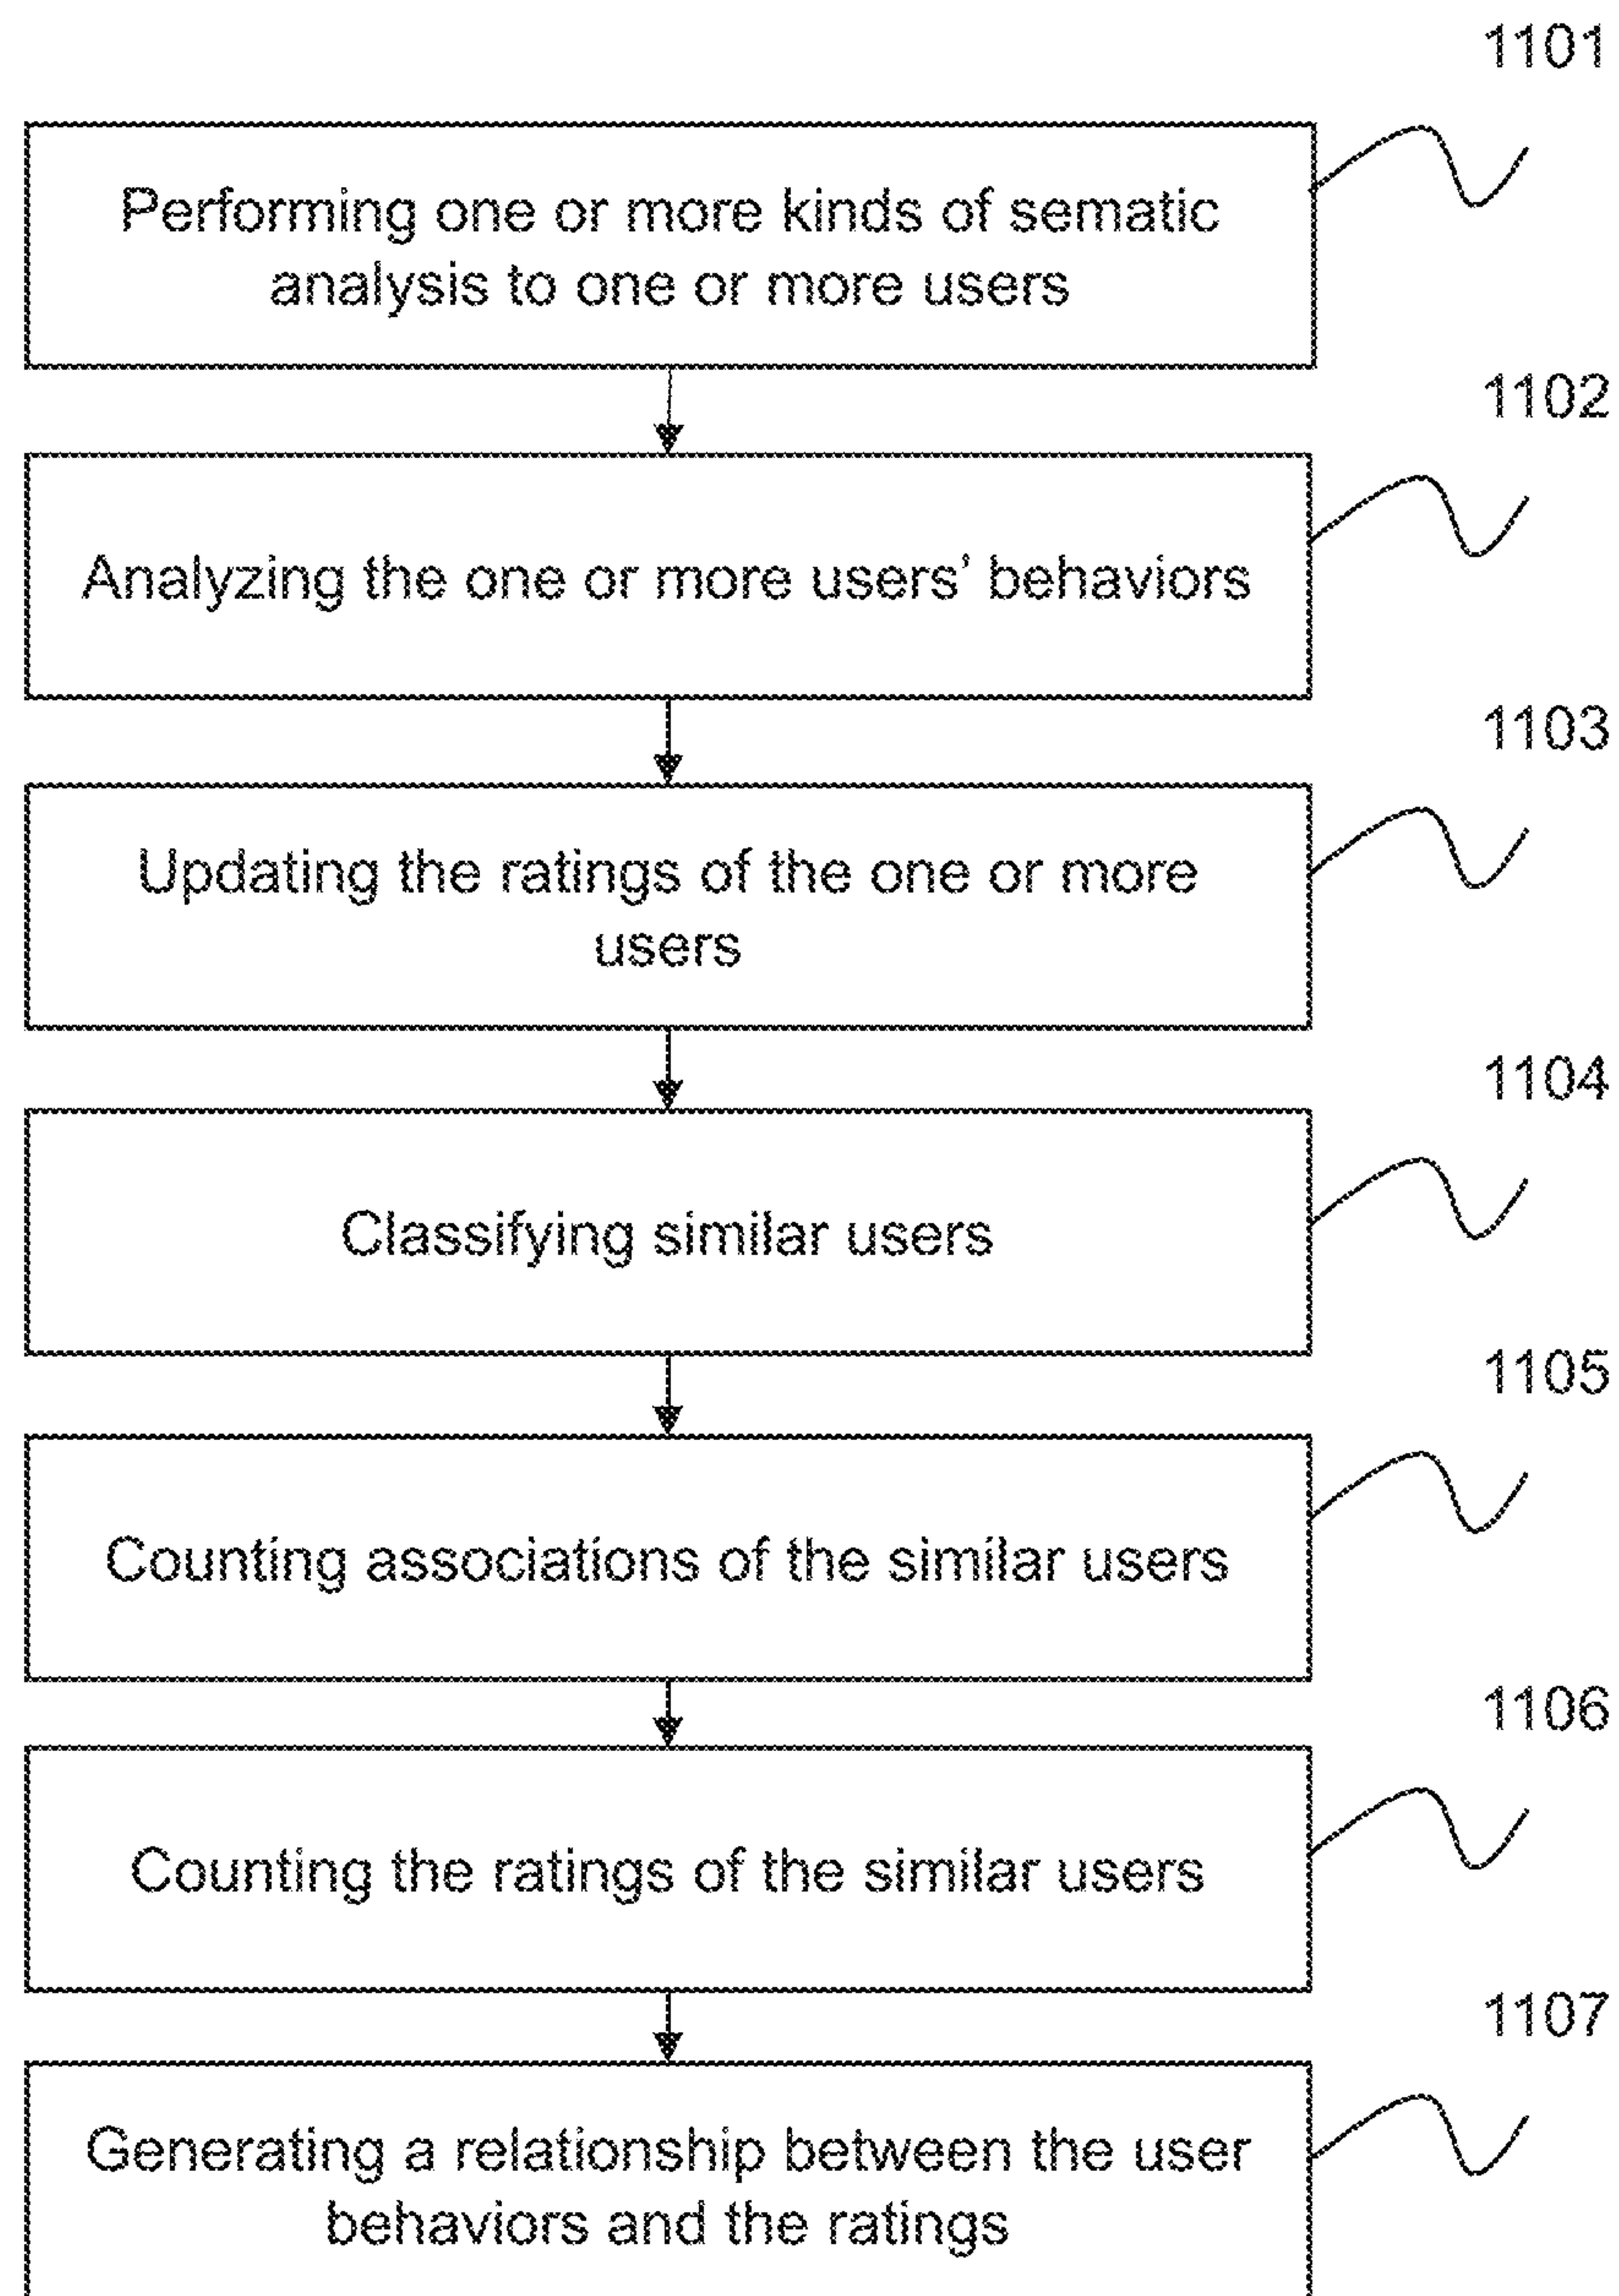 1101
Performing one or more kinds of sematic
analysis to one or more users
1102
Analyzing the one or more users’ behaviors
1103
Updating the ratings of the one or more
users
1104
Classifying similar users
1105
Counting associations of the similar users
1106
Counting the ratings of the similar users
1107
Generating a relationship between the user
behaviors and the ratings